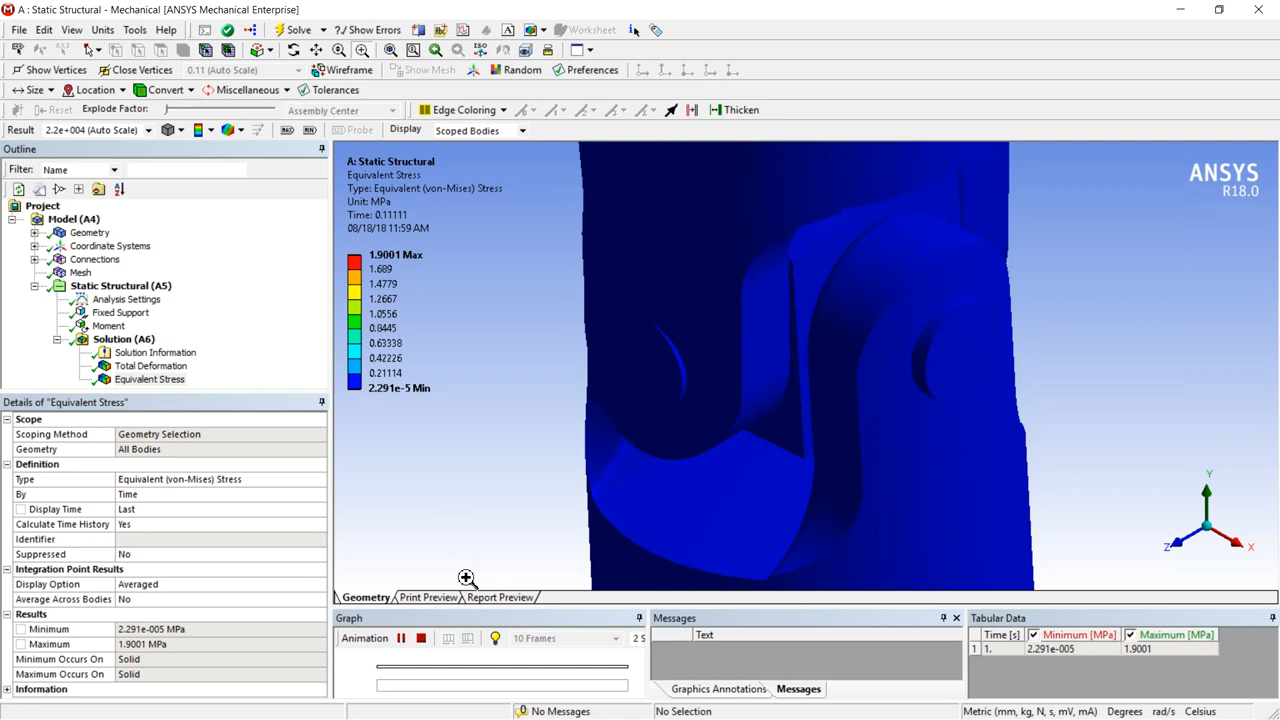 A : Static Structural - Mechanical [ANSYS Mechanical Enterprise]
File Edit View Units Tools Help Solve ?/ Show Errors Worksheet
Show Vertices Close Vertices 0.11 (Auto Scale) Wireframe Show Mesh Random Preferences
Size Location Convert Miscellaneous Tolerances
Reset Explode Factor: Assembly Center Edge Coloring Thicken
Result 2.2e+004 (Auto Scale) Probe Display Scoped Bodies
Outline
Filter: Name
Project
Model (A4)
Geometry
Coordinate Systems
Connections
Mesh
Static Structural (A5)
Analysis Settings
Fixed Support
Moment
Solution (A6)
Solution Information
Total Deformation
Equivalent Stress
Details of "Equivalent Stress"
Scope
Scoping Method Geometry Selection
Geometry All Bodies
Definition
Type Equivalent (von-Mises) Stress
By Time
Display Time Last
Calculate Time History Yes
Identifier
Suppressed No
Integration Point Results
Display Option Averaged
Average Across Bodies No
Results
Minimum 2.291e-005 MPa
Maximum 1.9001 MPa
Minimum Occurs On Solid
Maximum Occurs On Solid
Information
A: Static Structural
Equivalent Stress
Type: Equivalent (von-Mises) Stress
Unit: MPa
Time: 0.11111
08/18/18 11:59 AM
1.9001 Max
1.689
1.4779
1.2667
1.0556
0.8445
0.63338
0.42226
0.21114
2.291e-5 Min
ANSYS
R18.0
Y
Z X
Geometry Print Preview Report Preview
Graph
Animation 10 Frames 2 S
Messages
Text
Graphics Annotations Messages
Tabular Data
Time [s] Minimum [MPa] Maximum [MPa]
1 1. 2.291e-005 1.9001
No Messages No Selection Metric (mm, kg, N, s, mV, mA) Degrees rad/s Celsius